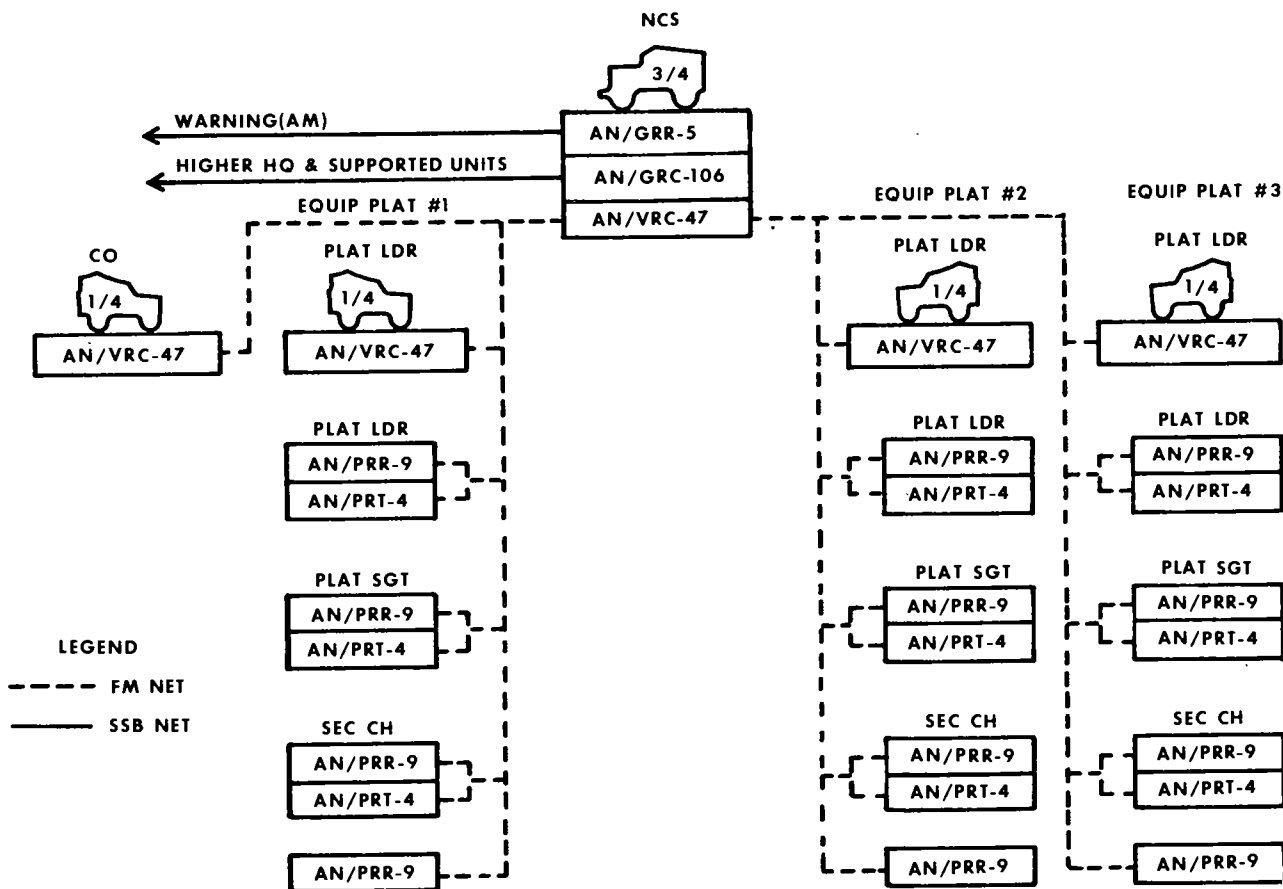 NCS
3/4
WARNING(AM)
AN/GRR-5
HIGHER HQ & SUPPORTED UNITS
AN/GRC-106
AN/VRC-47
EQUIP PLAT #1
CO
1/4
AN/VRC-47
PLAT LDR
1/4
AN/VRC-47
PLAT LDR
AN/PRR-9
AN/PRT-4
PLAT SGT
AN/PRR-9
AN/PRT-4
SEC CH
AN/PRR-9
AN/PRT-4
AN/PRR-9
EQUIP PLAT #2
PLAT LDR
1/4
AN/VRC-47
PLAT LDR
AN/PRR-9
AN/PRT-4
PLAT SGT
AN/PRR-9
AN/PRT-4
SEC CH
AN/PRR-9
AN/PRT-4
AN/PRR-9
EQUIP PLAT #3
PLAT LDR
1/4
AN/VRC-47
PLAT LDR
AN/PRR-9
AN/PRT-4
PLAT SGT
AN/PRR-9
AN/PRT-4
SEC CH
AN/PRR-9
AN/PRT-4
AN/PRR-9
LEGEND
FM NET
SSB NET